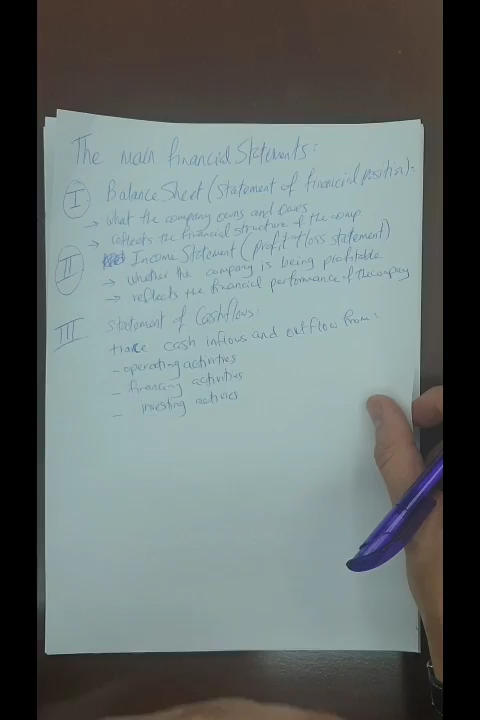 The main financial Statements:
I Balance Sheet (Statement of financial position):
→ what the company owns and owes
→ reflects the financial structure of the comp
II Income Statement (profit & loss statement)
→ whether the company is being profitable
→ reflects the financial performance of the company
III Statement of Cashflows:
trace cash inflows and outflow from:
- operating activities
- financing activities
- investing activies